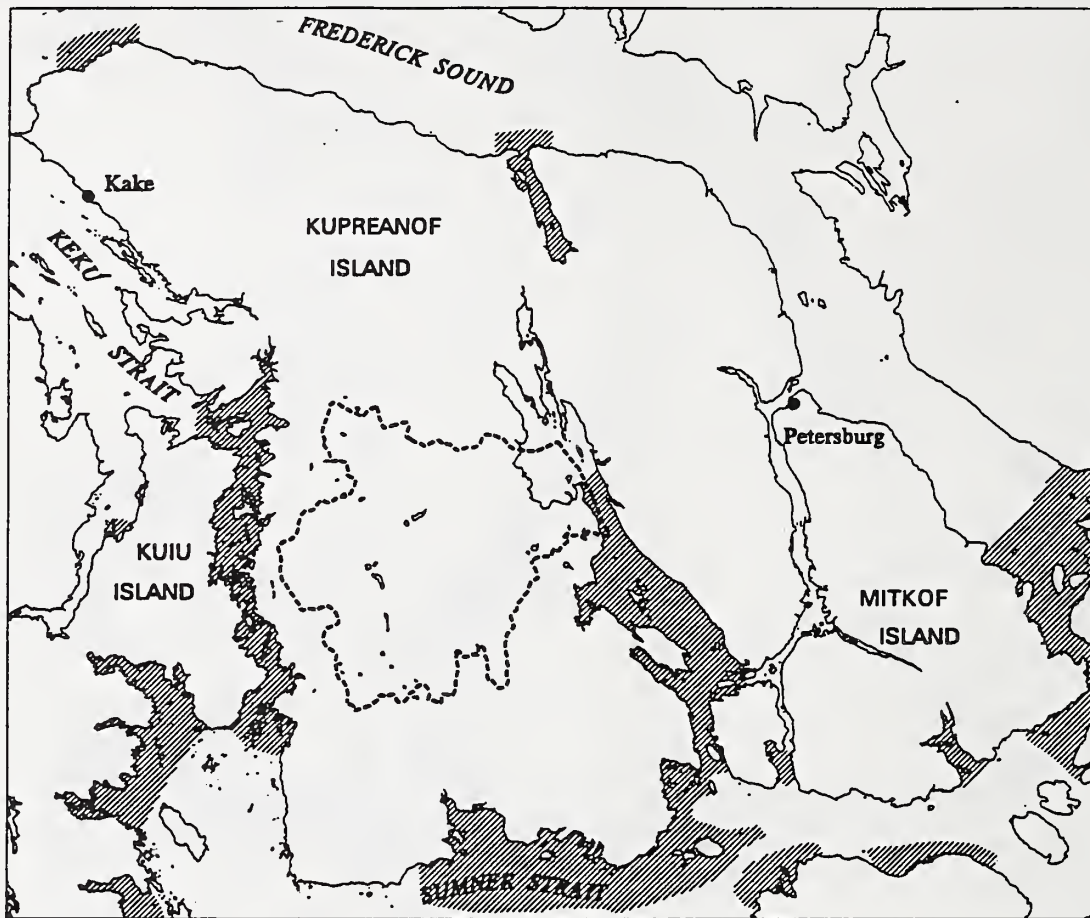 FREDERICK SOUND
Kake
KUPREANOF
ISLAND
KEKU
STRAIT
Petersburg
KUIU
ISLAND
MITKOF
ISLAND
SUMNER STRAIT